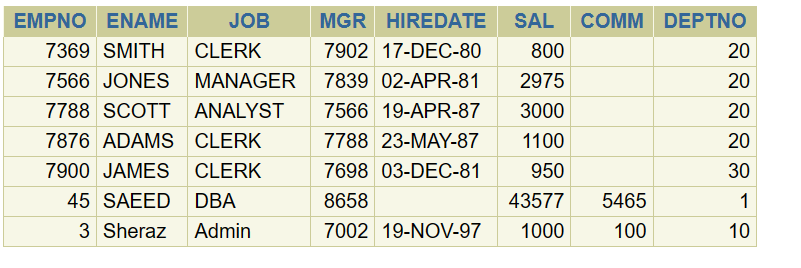 EMPNO ENAME JOB MGR HIREDATE SAL COMM DEPTNO
7369 SMITH CLERK 7902 17-DEC-80 800 20
7566 JONES MANAGER 7839 02-APR-81 2975 20
7788 SCOTT ANALYST 7566 19-APR-87 3000 20
7876 ADAMS CLERK 7788 23-MAY-87 1100 20
7900 JAMES CLERK 7698 03-DEC-81 950 30
45 SAEED DBA 8658 43577 5465 1
3 Sheraz Admin 7002 19-NOV-97 1000 100 10